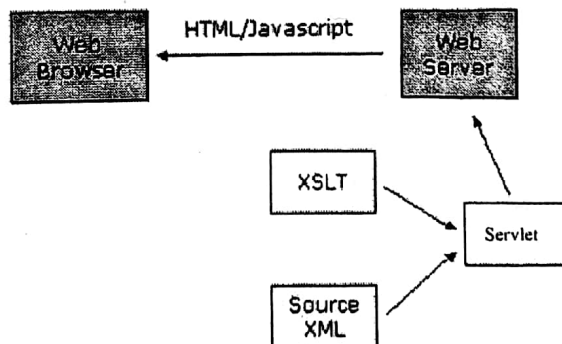 Web
Browser
HTML/Javascript
Web
Server
XSLT
Servlet
Source
XML